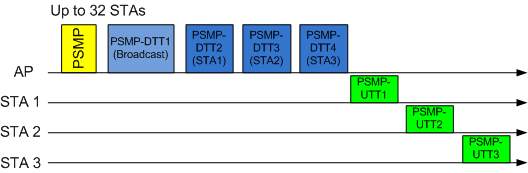 Up to 32 STAs
PSMP
PSMP-DTT1
(Broadcast)
PSMP-
DTT2
(STA1)
PSMP-
DTT3
(STA2)
PSMP-
DTT4
(STA3)
AP
PSMP-
UTT1
STA 1
PSMP-
UTT2
STA 2
PSMP-
UTT3
STA 3